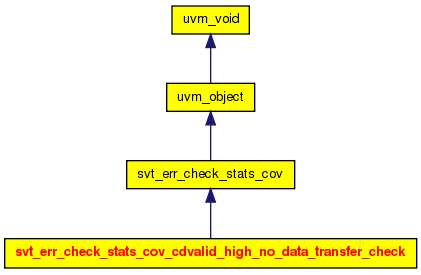 uvm_void
uvm_object
svt_err_check_stats_cov
svt_err_check_stats_cov_cdvalid_high_no_data_transfer_check